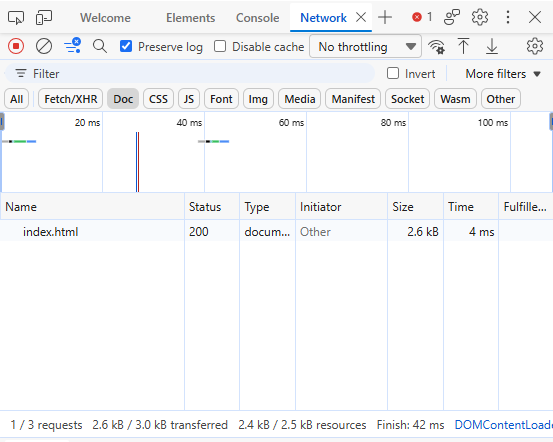 Welcome Elements Console Network 1
Preserve log Disable cache No throttling
Filter Invert More filters
All Fetch/XHR Doc CSS JS Font Img Media Manifest Socket Wasm Other
20 ms 40 ms 60 ms 80 ms 100 ms
Name Status Type Initiator Size Time Fulfille...
index.html 200 docum... Other 2.6 kB 4 ms
1 / 3 requests 2.6 kB / 3.0 kB transferred 2.4 kB / 2.5 kB resources Finish: 42 ms DOMContentLoade